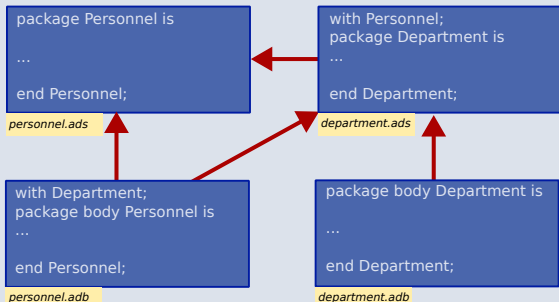 package Personnel is
...
end Personnel;
personnel.ads
with Personnel;
package Department is
...
end Department;
department.ads
with Department;
package body Personnel is
...
end Personnel;
personnel.adb
package body Department is
...
end Department;
department.adb